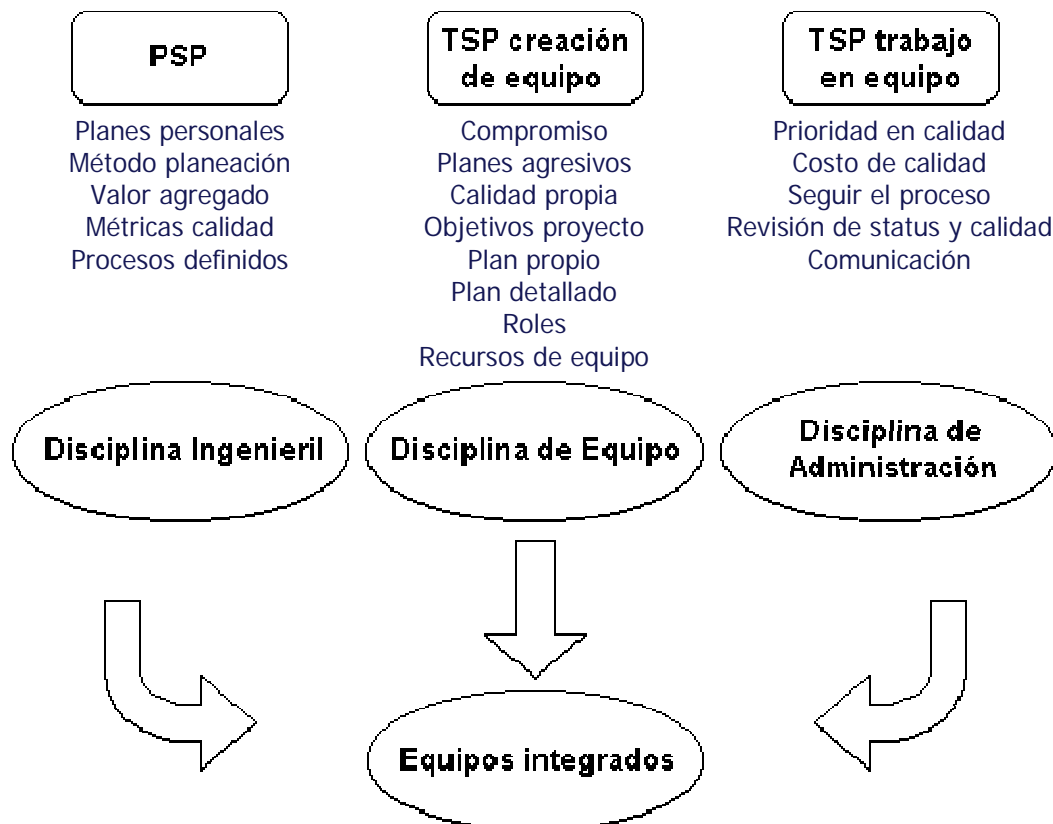 PSP
Planes personales
Método planeación
Valor agregado
Métricas calidad
Procesos definidos
TSP creación
de equipo
Compromiso
Planes agresivos
Calidad propia
Objetivos proyecto
Plan propio
Plan detallado
Roles
Recursos de equipo
TSP trabajo
en equipo
Prioridad en calidad
Costo de calidad
Seguir el proceso
Revisión de status y calidad
Comunicación
Disciplina Ingenieril
Disciplina de Equipo
Disciplina de
Administración
Equipos integrados